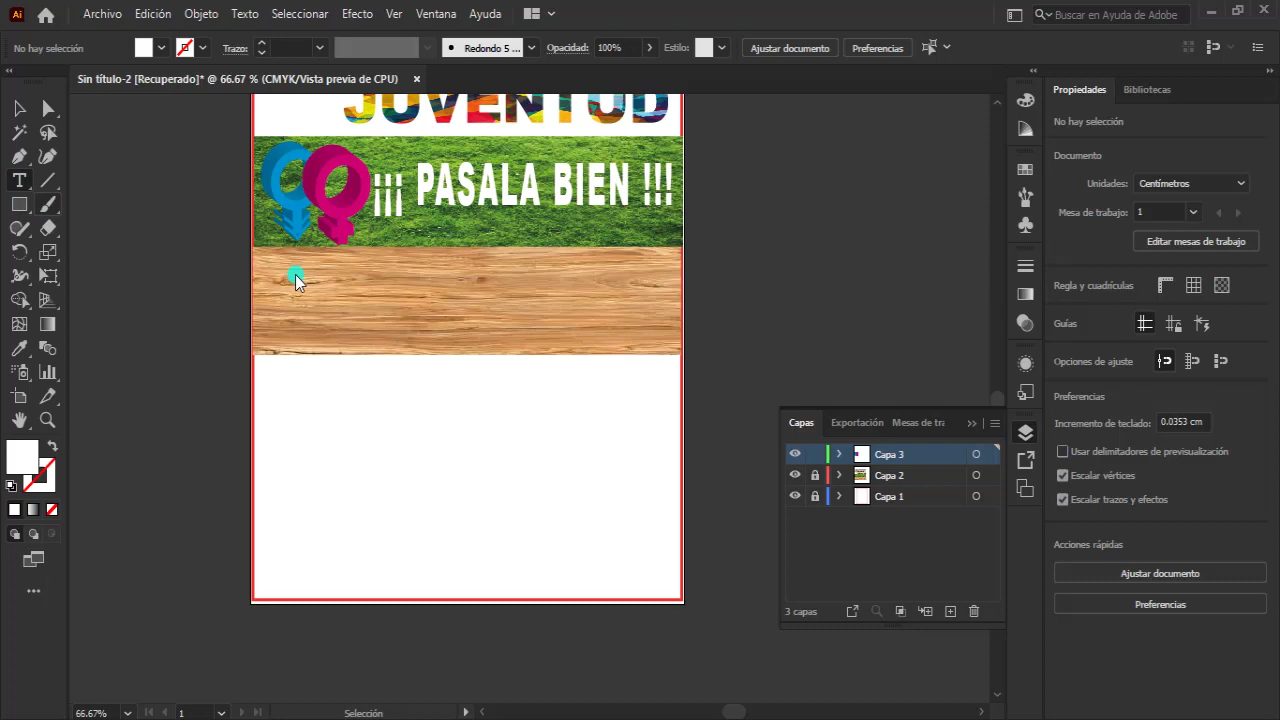 Archivo Edición Objeto Texto Seleccionar Efecto Ver Ventana Ayuda
Buscar en Ayuda de Adobe
No hay selección
Trazo:
Redondo 5 ...
Opacidad: 100%
Estilo:
Ajustar documento
Preferencias
Sin título-2 [Recuperado]* @ 66.67 % (CMYK/Vista previa de CPU)
JUVENTUD
¡¡¡ PASALA BIEN !!!
Propiedades
Bibliotecas
No hay selección
Documento
Unidades: Centímetros
Mesa de trabajo: 1
Editar mesas de trabajo
Regla y cuadrículas
Guías
Opciones de ajuste
Preferencias
Incremento de teclado: 0.0353 cm
Usar delimitadores de previsualización
Escalar vértices
Escalar trazos y efectos
Acciones rápidas
Ajustar documento
Preferencias
Capas
Exportación
Mesas de tra
Capa 3
Capa 2
Capa 1
3 capas
66.67%
1
Selección